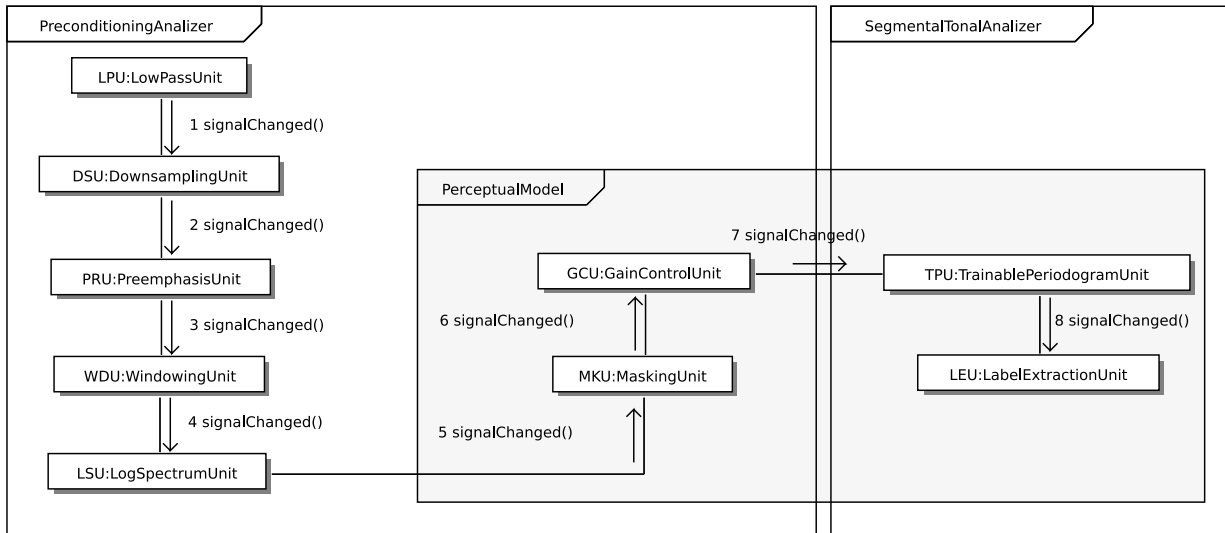 PreconditioningAnalizer
SegmentalTonalAnalizer
LPU:LowPassUnit
1 signalChanged()
DSU:DownsamplingUnit
PerceptualModel
2 signalChanged()
7 signalChanged()
PRU:PreemphasisUnit
GCU:GainControlUnit
TPU:TrainablePeriodogramUnit
3 signalChanged()
6 signalChanged()
8 signalChanged()
WDU:WindowingUnit
MKU:MaskingUnit
LEU:LabelExtractionUnit
4 signalChanged()
5 signalChanged()
LSU:LogSpectrumUnit